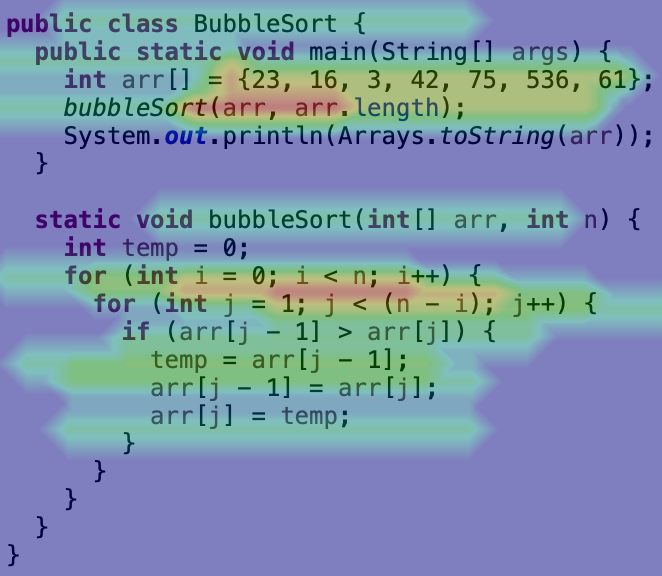 public class BubbleSort {
  public static void main(String[] args) {
    int arr[] = {23, 16, 3, 42, 75, 536, 61};
    bubbleSort(arr, arr.length);
    System.out.println(Arrays.toString(arr));
  }

  static void bubbleSort(int[] arr, int n) {
    int temp = 0;
    for (int i = 0; i < n; i++) {
      for (int j = 1; j < (n - i); j++) {
        if (arr[j - 1] > arr[j]) {
          temp = arr[j - 1];
          arr[j - 1] = arr[j];
          arr[j] = temp;
        }
      }
    }
  }
}